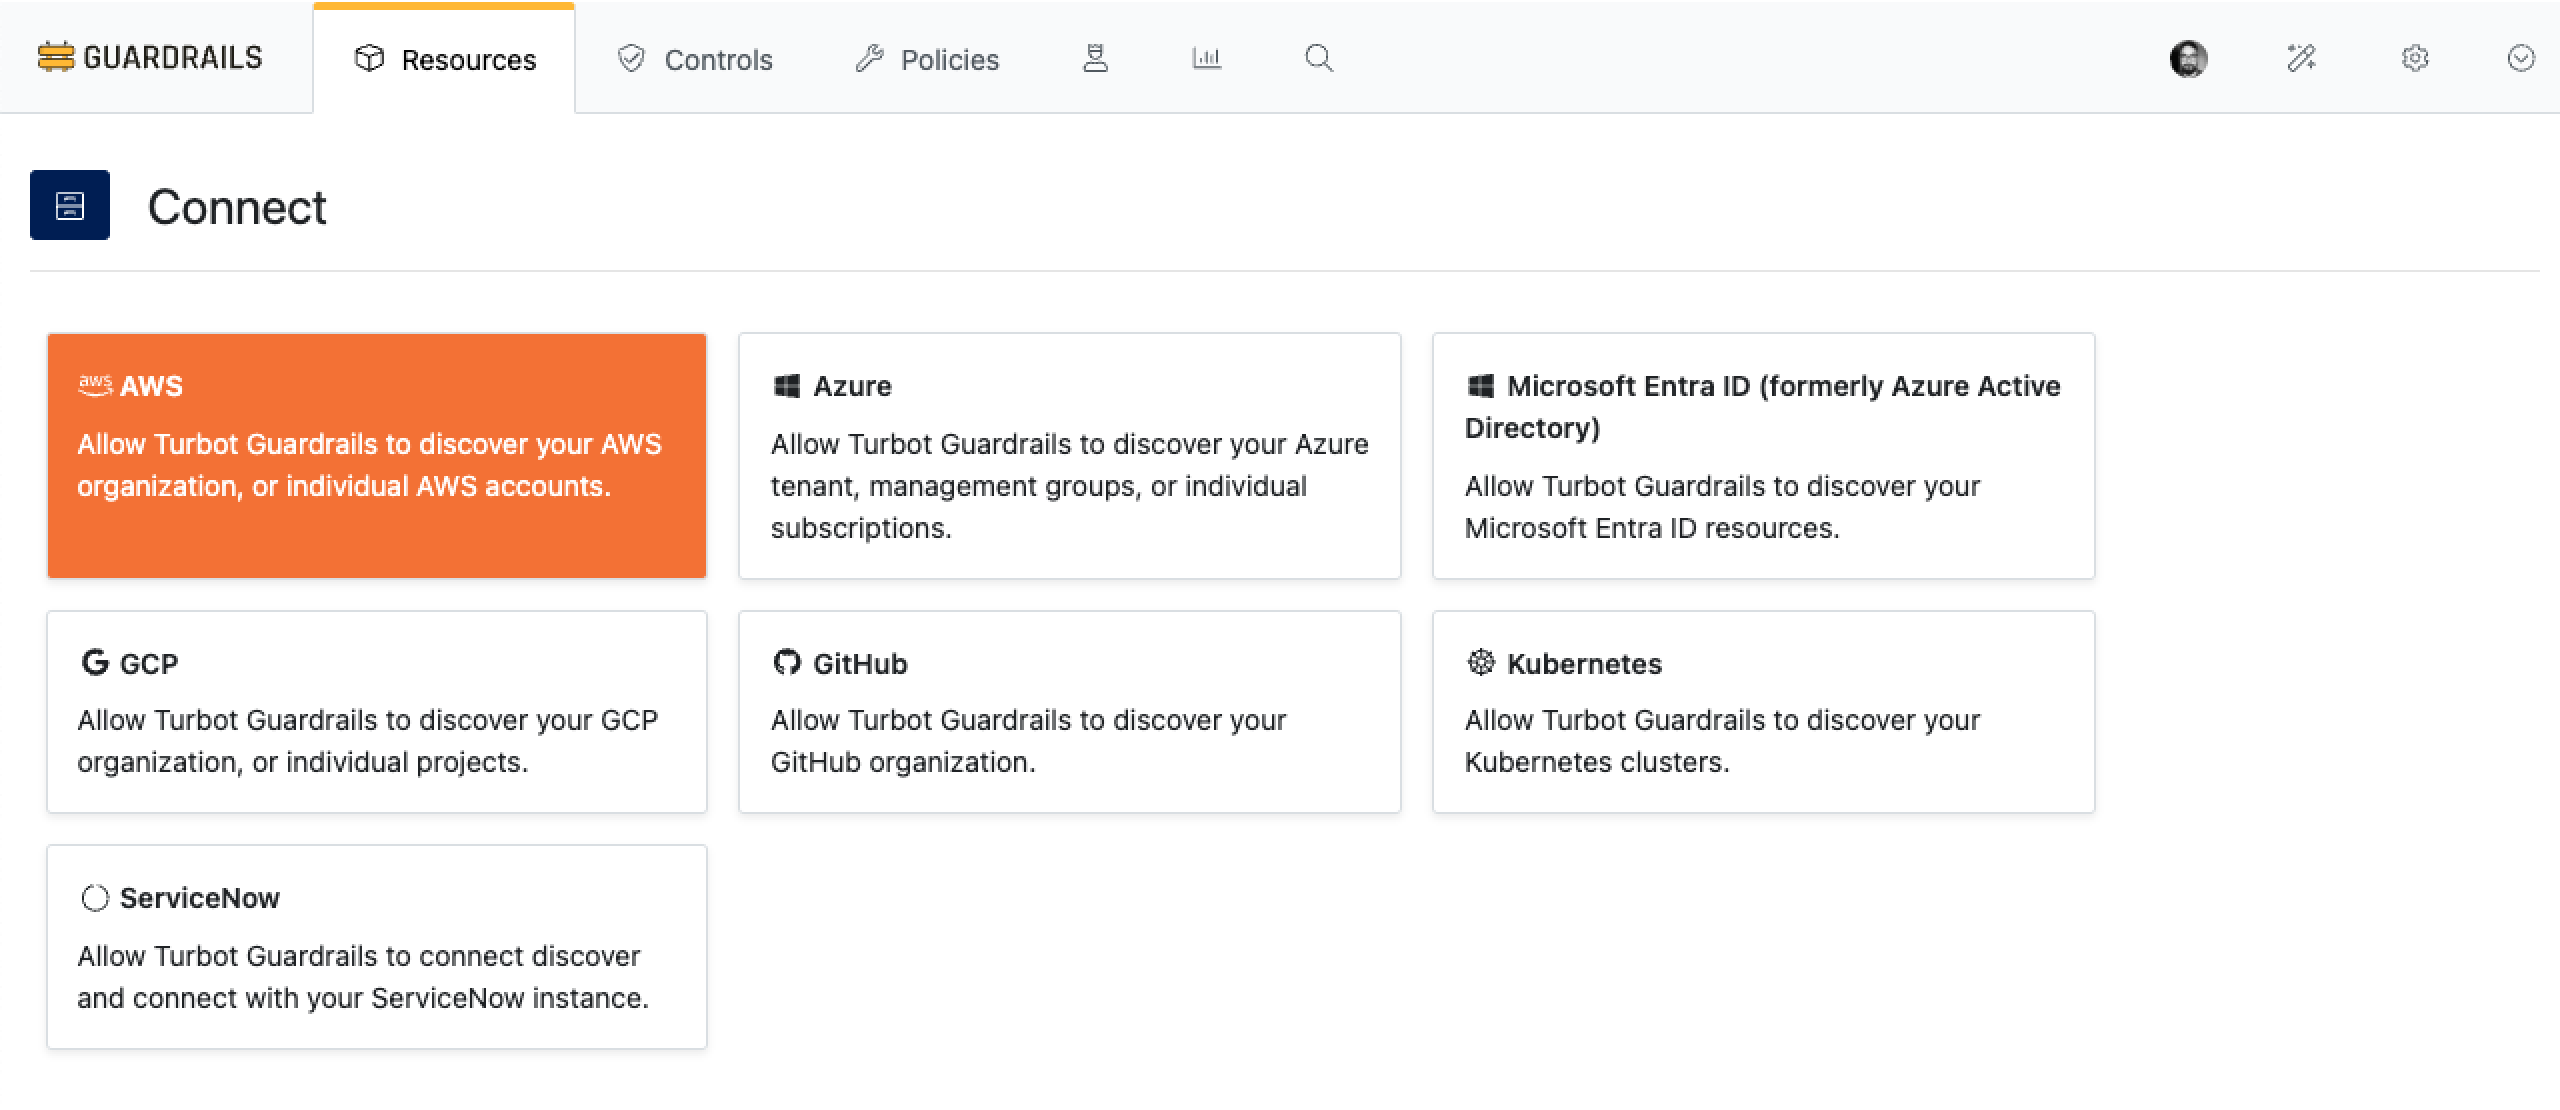 GUARDRAILS
Resources
Controls
Policies
Connect
aws AWS
Allow Turbot Guardrails to discover your AWS
organization, or individual AWS accounts.
Azure
Allow Turbot Guardrails to discover your Azure
tenant, management groups, or individual
subscriptions.
Microsoft Entra ID (formerly Azure Active
Directory)
Allow Turbot Guardrails to discover your
Microsoft Entra ID resources.
GCP
Allow Turbot Guardrails to discover your GCP
organization, or individual projects.
GitHub
Allow Turbot Guardrails to discover your
GitHub organization.
Kubernetes
Allow Turbot Guardrails to discover your
Kubernetes clusters.
ServiceNow
Allow Turbot Guardrails to connect discover
and connect with your ServiceNow instance.